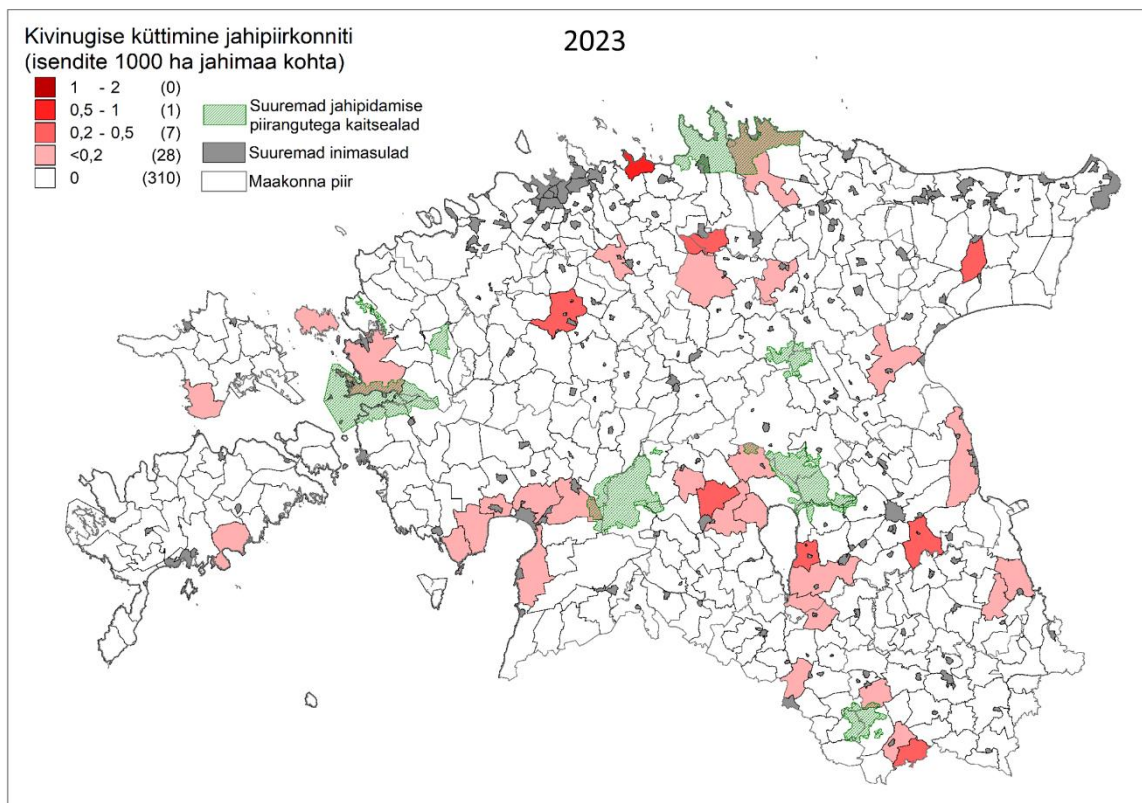 Kivinugise küttimine jahipiirkonniti
(isendite 1000 ha jahimaa kohta)
2023
1 - 2 (0)
0,5 - 1 (1)
0,2 - 0,5 (7)
<0,2 (28)
0 (310)
Suuremad jahipidamise
piirangutega kaitsealad
Suuremad inimasulad
Maakonna piir